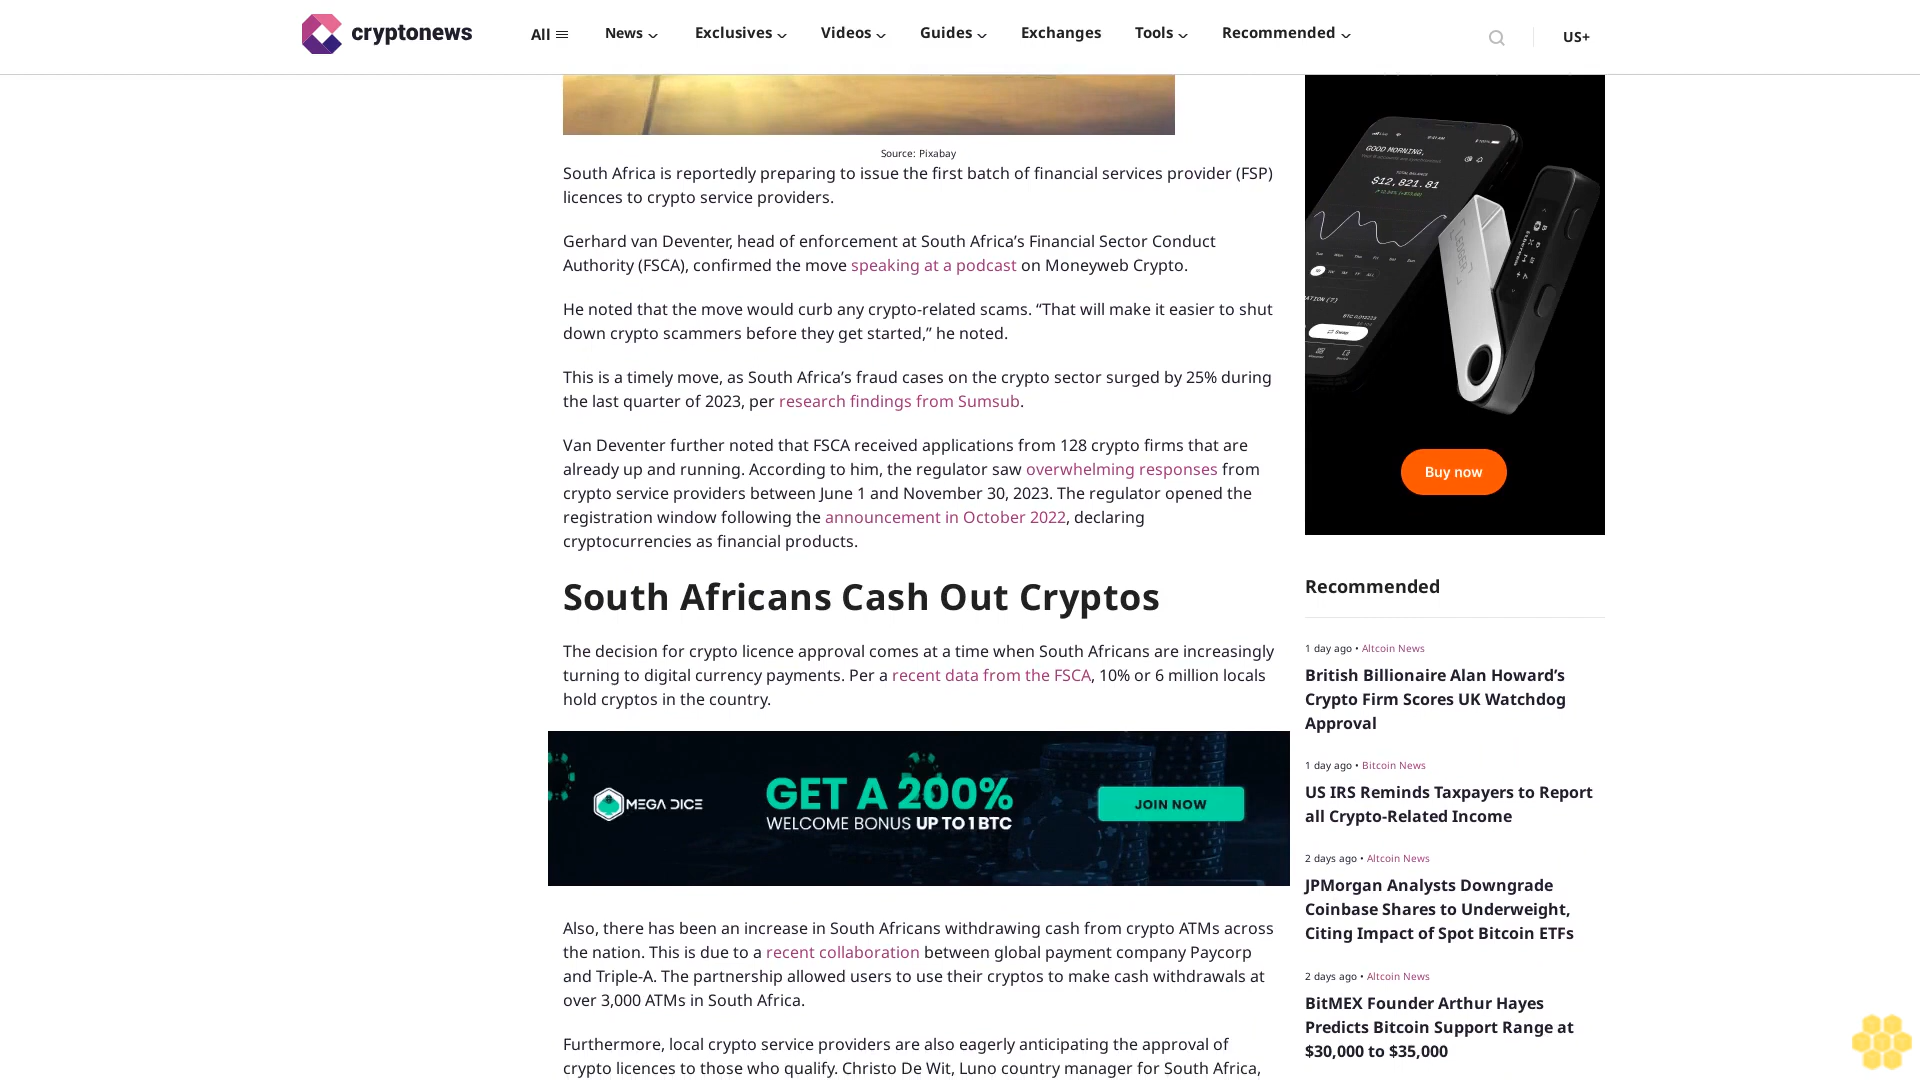 cryptonews
All
News
Exclusives
Videos
Guides
Exchanges
Tools
Recommended
US+
Source: Pixabay
South Africa is reportedly preparing to issue the first batch of financial services provider (FSP)
licences to crypto service providers.
Gerhard van Deventer, head of enforcement at South Africa’s Financial Sector Conduct
Authority (FSCA), confirmed the move speaking at a podcast on Moneyweb Crypto.
He noted that the move would curb any crypto-related scams. “That will make it easier to shut
down crypto scammers before they get started,” he noted.
This is a timely move, as South Africa’s fraud cases on the crypto sector surged by 25% during
the last quarter of 2023, per research findings from Sumsub.
Van Deventer further noted that FSCA received applications from 128 crypto firms that are
already up and running. According to him, the regulator saw overwhelming responses from
crypto service providers between June 1 and November 30, 2023. The regulator opened the
registration window following the announcement in October 2022, declaring
cryptocurrencies as financial products.
South Africans Cash Out Cryptos
The decision for crypto licence approval comes at a time when South Africans are increasingly
turning to digital currency payments. Per a recent data from the FSCA, 10% or 6 million locals
hold cryptos in the country.
MEGA DICE
GET A 200%
WELCOME BONUS UP TO 1 BTC
JOIN NOW
Also, there has been an increase in South Africans withdrawing cash from crypto ATMs across
the nation. This is due to a recent collaboration between global payment company Paycorp
and Triple-A. The partnership allowed users to use their cryptos to make cash withdrawals at
over 3,000 ATMs in South Africa.
Furthermore, local crypto service providers are also eagerly anticipating the approval of
crypto licences to those who qualify. Christo De Wit, Luno country manager for South Africa,
GOOD MORNING,
TOTAL BALANCE
$12,821.81
Swap
LEDGER
Buy now
Recommended
1 day ago • Altcoin News
British Billionaire Alan Howard’s
Crypto Firm Scores UK Watchdog
Approval
1 day ago • Bitcoin News
US IRS Reminds Taxpayers to Report
all Crypto-Related Income
2 days ago • Altcoin News
JPMorgan Analysts Downgrade
Coinbase Shares to Underweight,
Citing Impact of Spot Bitcoin ETFs
2 days ago • Altcoin News
BitMEX Founder Arthur Hayes
Predicts Bitcoin Support Range at
$30,000 to $35,000